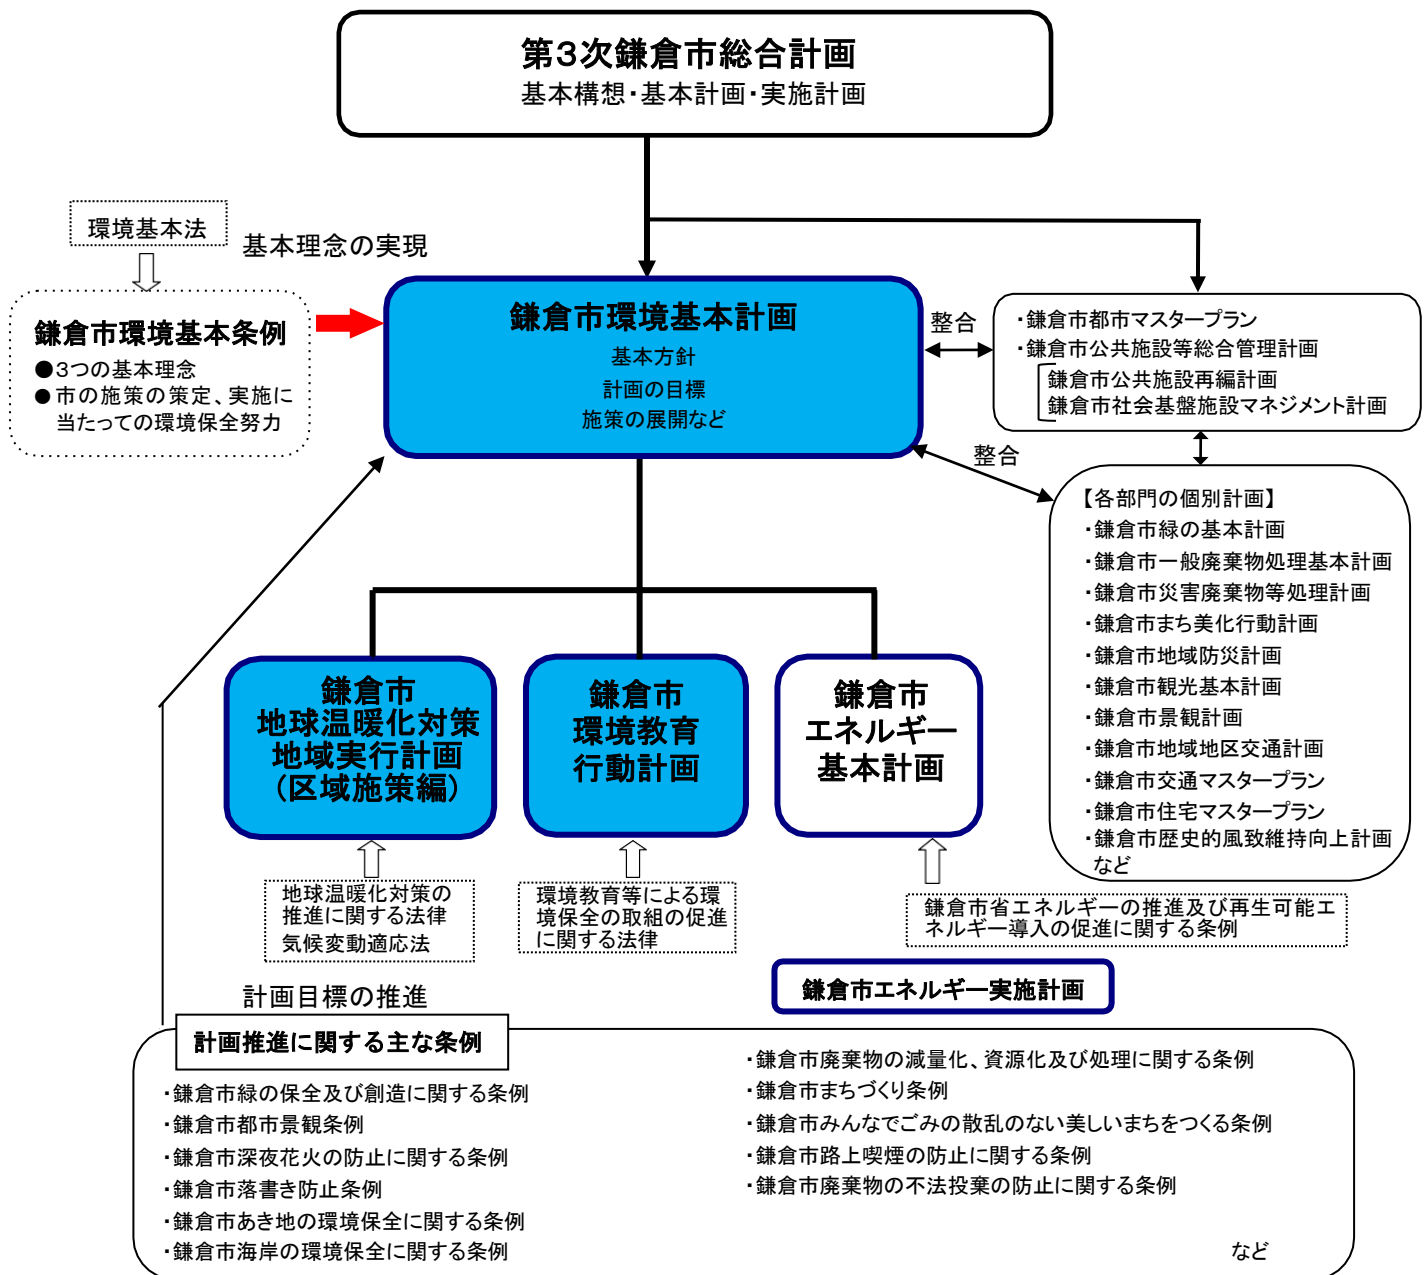 第3次鎌倉市総合計画
基本構想・基本計画・実施計画
環境基本法
基本理念の実現
鎌倉市環境基本条例
●3つの基本理念
●市の施策の策定、実施に
当たっての環境保全努力
鎌倉市環境基本計画
基本方針
計画の目標
施策の展開など
整合
・鎌倉市都市マスタープラン
・鎌倉市公共施設等総合管理計画
鎌倉市公共施設再編計画
鎌倉市社会基盤施設マネジメント計画
整合
【各部門の個別計画】
・鎌倉市緑の基本計画
・鎌倉市一般廃棄物処理基本計画
・鎌倉市災害廃棄物等処理計画
・鎌倉市まち美化行動計画
・鎌倉市地域防災計画
・鎌倉市観光基本計画
・鎌倉市景観計画
・鎌倉市地域地区交通計画
・鎌倉市交通マスタープラン
・鎌倉市住宅マスタープラン
・鎌倉市歴史的風致維持向上計画
など
鎌倉市
地球温暖化対策
地域実行計画
(区域施策編)
鎌倉市
環境教育
行動計画
鎌倉市
エネルギー
基本計画
地球温暖化対策の
推進に関する法律
気候変動適応法
環境教育等による環
境保全の取組の促進
に関する法律
鎌倉市省エネルギーの推進及び再生可能エ
ネルギー導入の促進に関する条例
鎌倉市エネルギー実施計画
計画目標の推進
計画推進に関する主な条例
・鎌倉市緑の保全及び創造に関する条例
・鎌倉市都市景観条例
・鎌倉市深夜花火の防止に関する条例
・鎌倉市落書き防止条例
・鎌倉市あき地の環境保全に関する条例
・鎌倉市海岸の環境保全に関する条例
・鎌倉市廃棄物の減量化、資源化及び処理に関する条例
・鎌倉市まちづくり条例
・鎌倉市みんなでごみの散乱のない美しいまちをつくる条例
・鎌倉市路上喫煙の防止に関する条例
・鎌倉市廃棄物の不法投棄の防止に関する条例
など